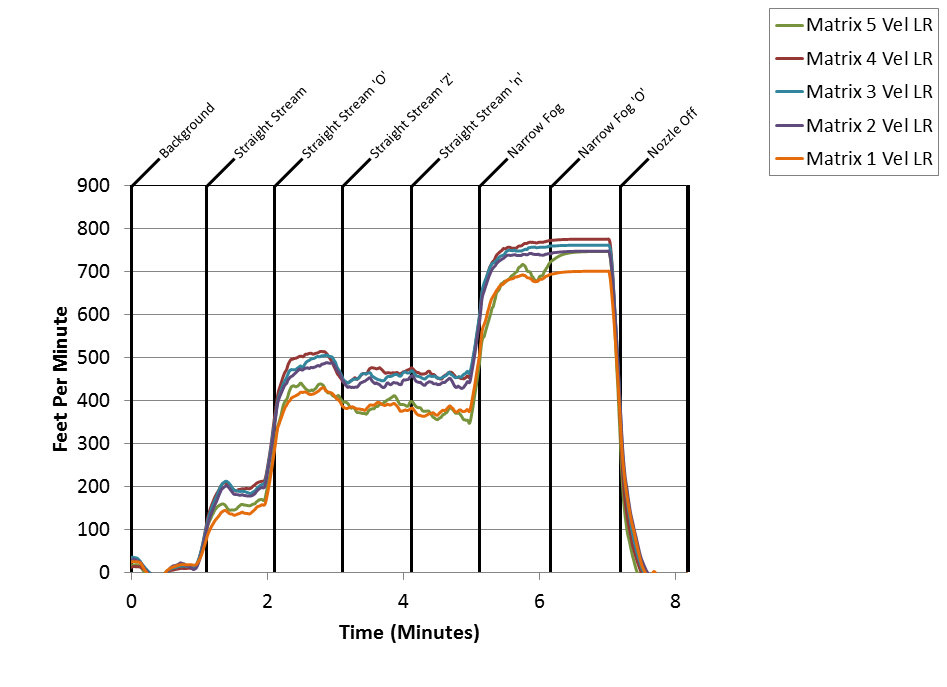 Matrix 5 Vel LR
Matrix 4 Vel LR
Matrix 3 Vel LR
Matrix 2 Vel LR
Matrix 1 Vel LR
Background
Straight Stream
Straight Stream 'O'
Straight Stream 'Z'
Straight Stream 'n'
Narrow Fog
Narrow Fog 'O'
Nozzle Off
900
800
700
600
500
400
300
200
100
0
Feet Per Minute
0 2 4 6 8
Time (Minutes)